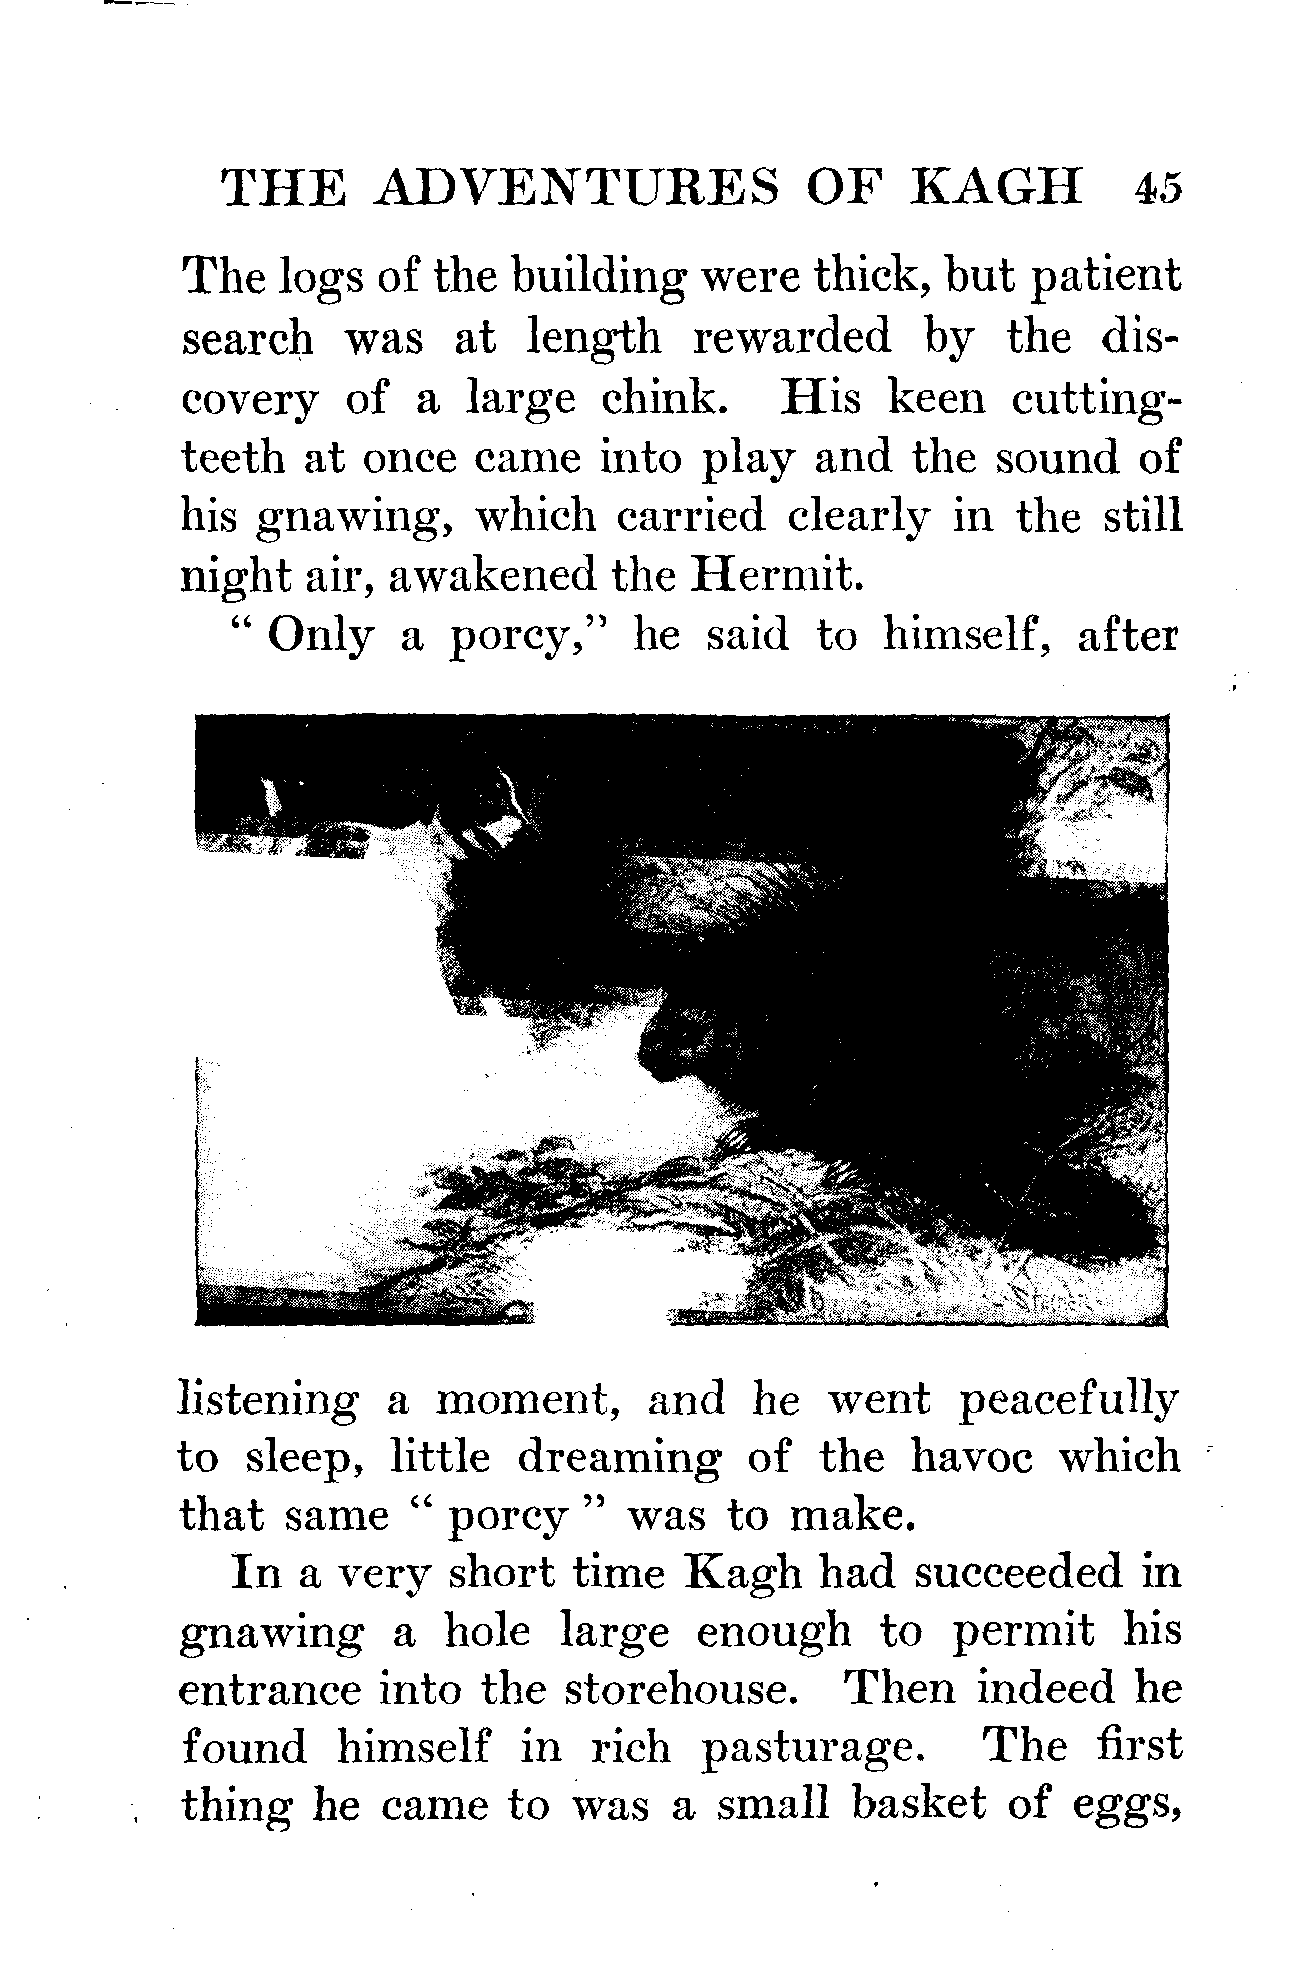 THE ADVENTURES OF KAGH 45
The logs of the building were thick, but patient
search was at length rewarded by the dis-
covery of a large chink. His keen cutting-
teeth at once came into play and the sound of
his gnawing, which carried clearly in the still
night air, awakened the Hermit.
“ Only a porcy,” he said to himself, after
listening a moment, and he went peacefully
to sleep, little dreaming of the havoc which
that same “ porcy ” was to make.
In a very short time Kagh had succeeded in
gnawing a hole large enough to permit his
entrance into the storehouse. Then indeed he
found himself in rich pasturage. The first
thing he came to was a small basket of eggs,